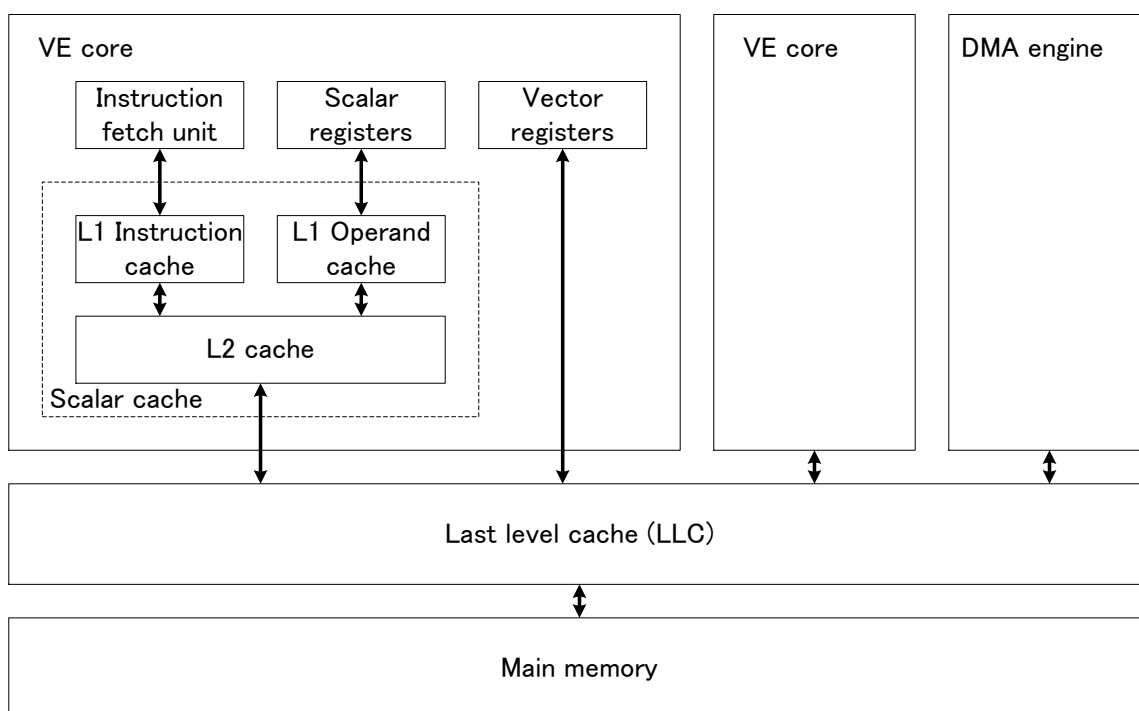 VE core
Instruction
fetch unit
Scalar
registers
Vector
registers
L1 Instruction
cache
L1 Operand
cache
L2 cache
Scalar cache
VE core
DMA engine
Last level cache (LLC)
Main memory